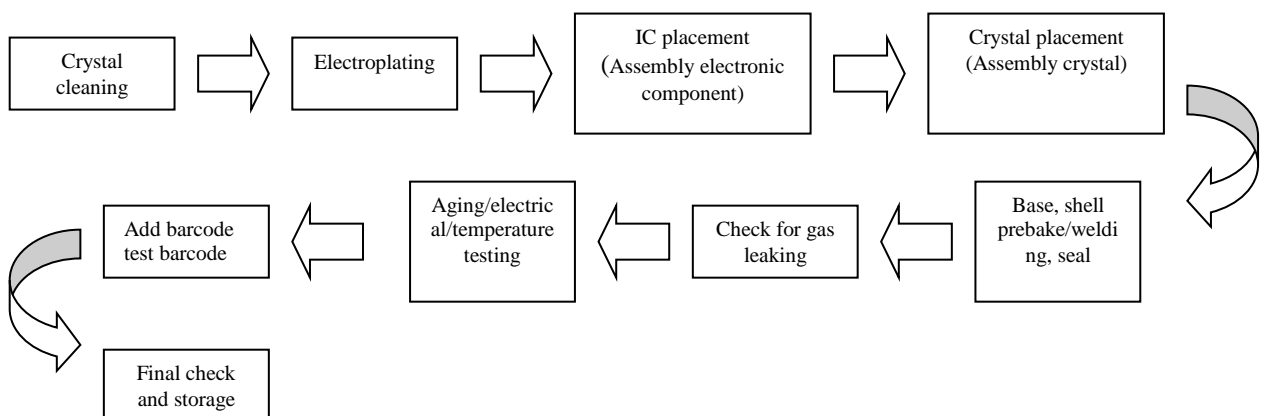 Crystal
cleaning
Electroplating
IC placement
(Assembly electronic
component)
Crystal placement
(Assembly crystal)
Base, shell
prebake/weldi
ng, seal
Check for gas
leaking
Aging/electric
al/temperature
testing
Add barcode
test barcode
Final check
and storage